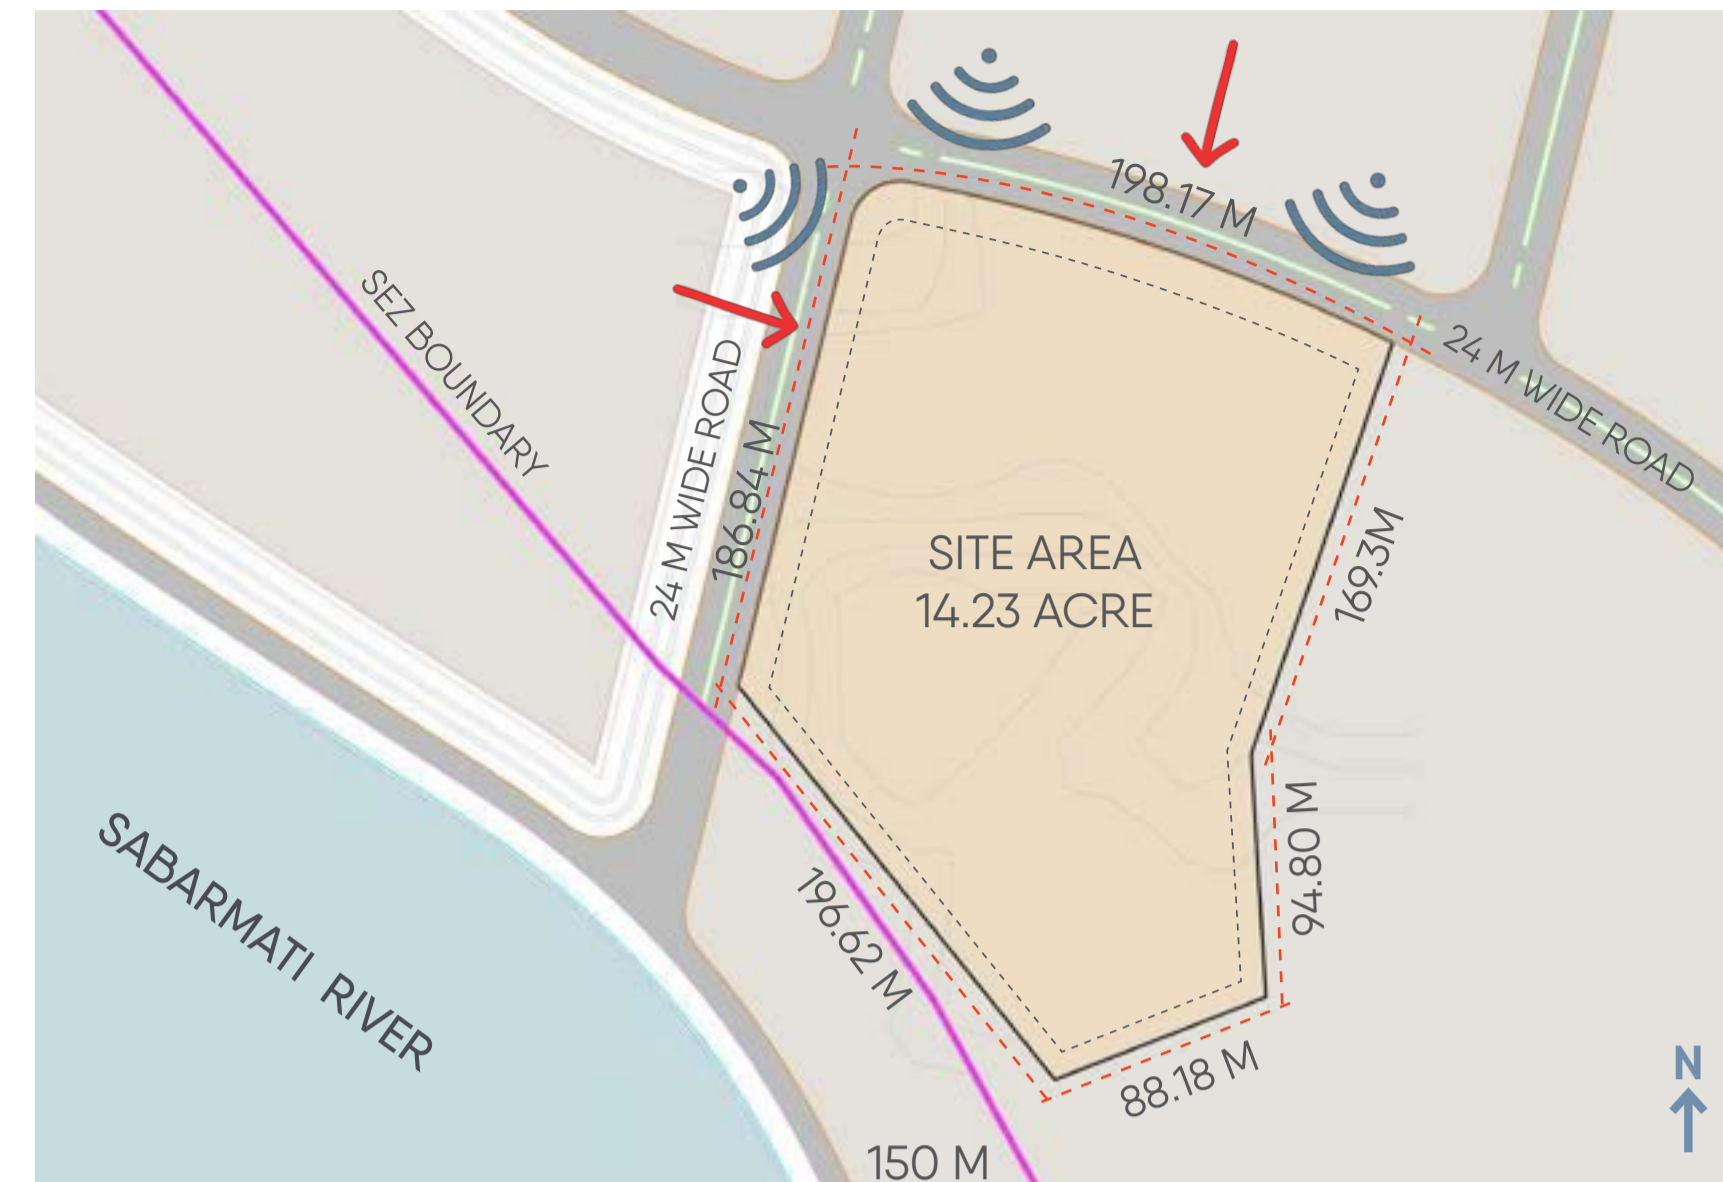 198.17 M
24 M WIDE ROAD
SEZ BOUNDARY
24 M WIDE ROAD
186.84 M
SITE AREA
14.23 ACRE
169.3M
94.80 M
196.62 M
SABARMATI RIVER
88.18 M
N
150 M